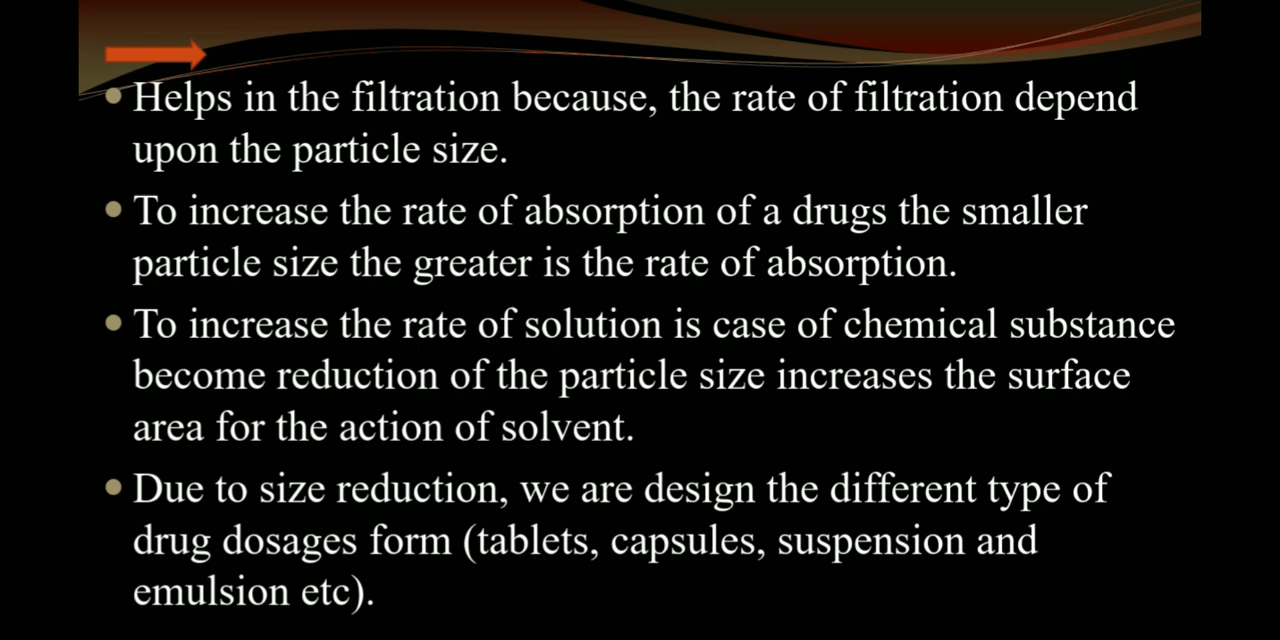 • Helps in the filtration because, the rate of filtration depend
upon the particle size.
• To increase the rate of absorption of a drugs the smaller
particle size the greater is the rate of absorption.
• To increase the rate of solution is case of chemical substance
become reduction of the particle size increases the surface
area for the action of solvent.
• Due to size reduction, we are design the different type of
drug dosages form (tablets, capsules, suspension and
emulsion etc).